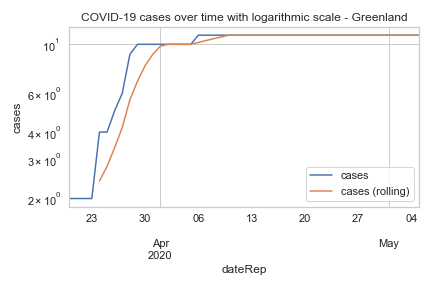 COVID-19 cases over time with logarithmic scale - Greenland
cases
10¹
6 × 10⁰
4 × 10⁰
3 × 10⁰
2 × 10⁰
cases
cases (rolling)
23 30 06 13 20 27 04
Apr May
2020
dateRep